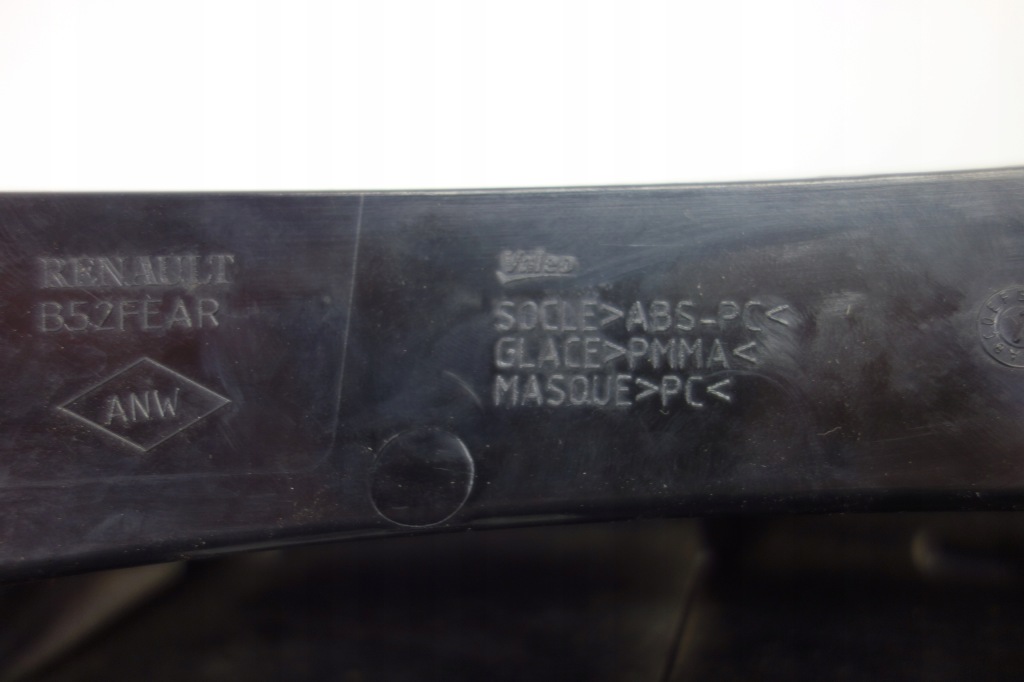 RENAULT
B52FEAR
ANW
Valeo
SOCLE>ABS-PC<
GLACE>PMMA<
MASQUE>PC<